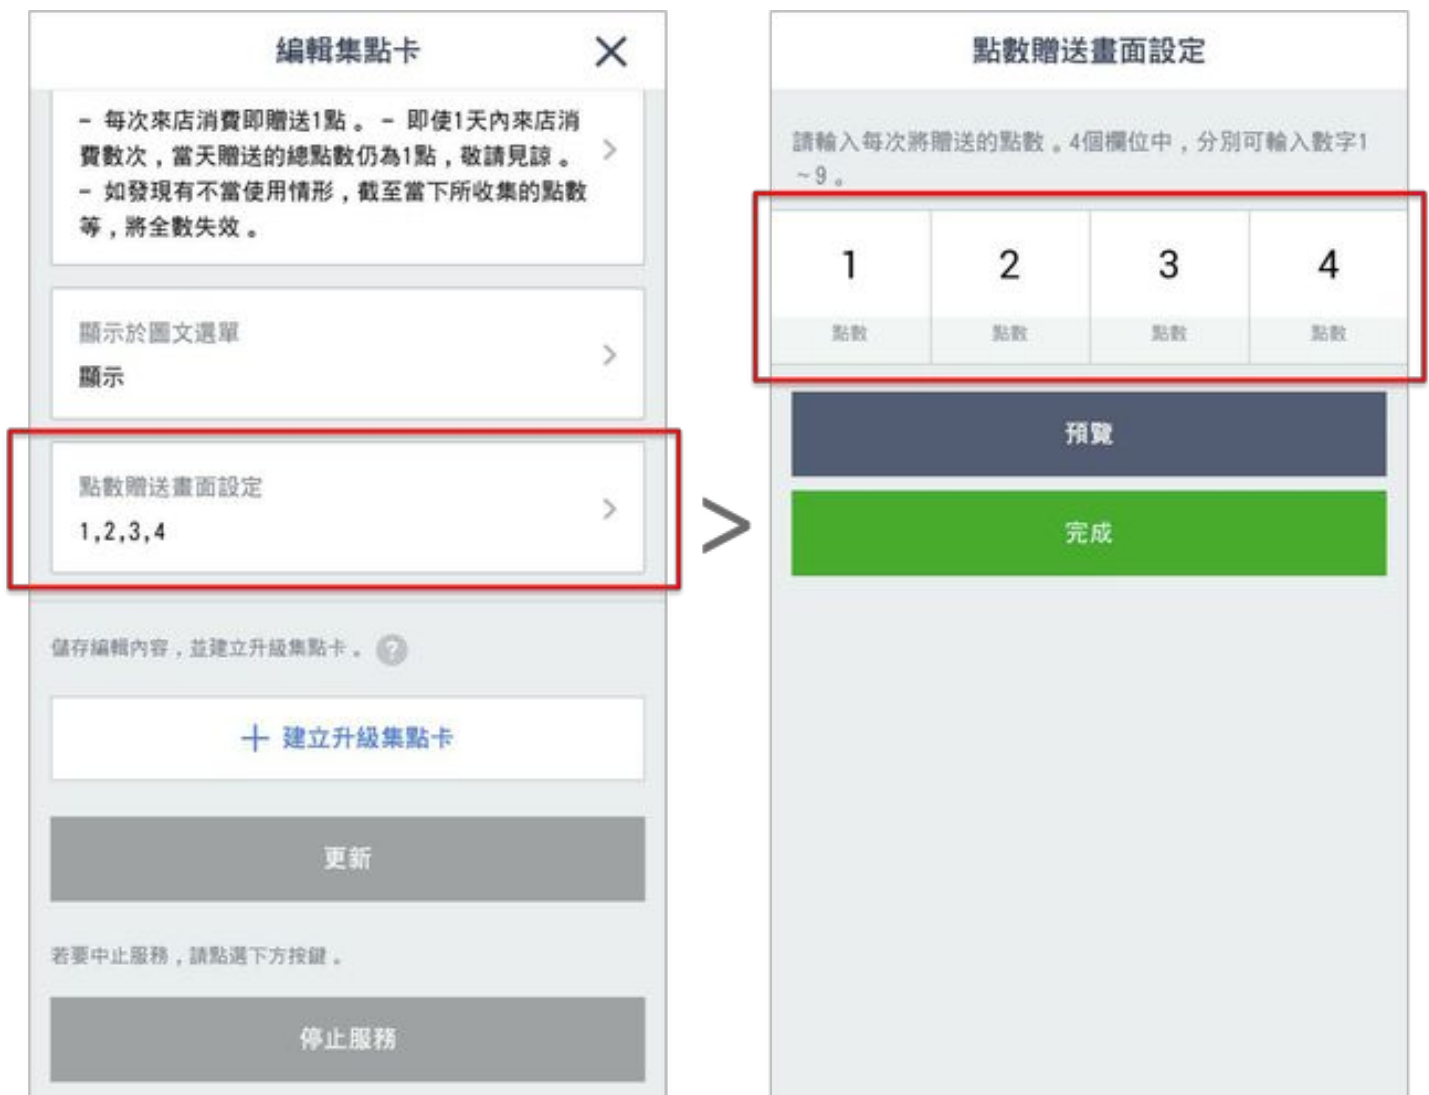 編輯集點卡
- 每次來店消費即贈送1點。 - 即使1天內來店消
費數次，當天贈送的總點數仍為1點，敬請見諒。
- 如發現有不當使用情形，截至當下所收集的點數
等，將全數失效。
顯示於圖文選單
顯示
點數贈送畫面設定
1,2,3,4
儲存編輯內容，並建立升級集點卡。 ?
+ 建立升級集點卡
更新
若要中止服務，請點選下方按鍵。
停止服務
>
點數贈送畫面設定
請輸入每次將贈送的點數。4個欄位中，分別可輸入數字1
~9。
1 2 3 4
點數 點數 點數 點數
預覽
完成